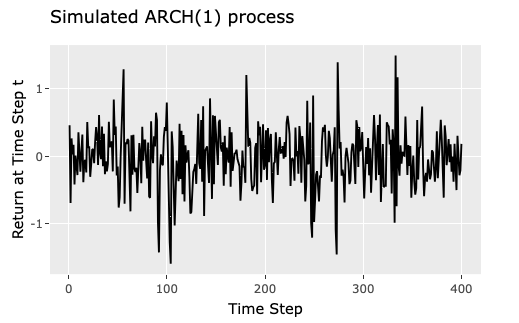 Simulated ARCH(1) process
Return at Time Step t
1
0
-1
0
100
200
300
400
Time Step